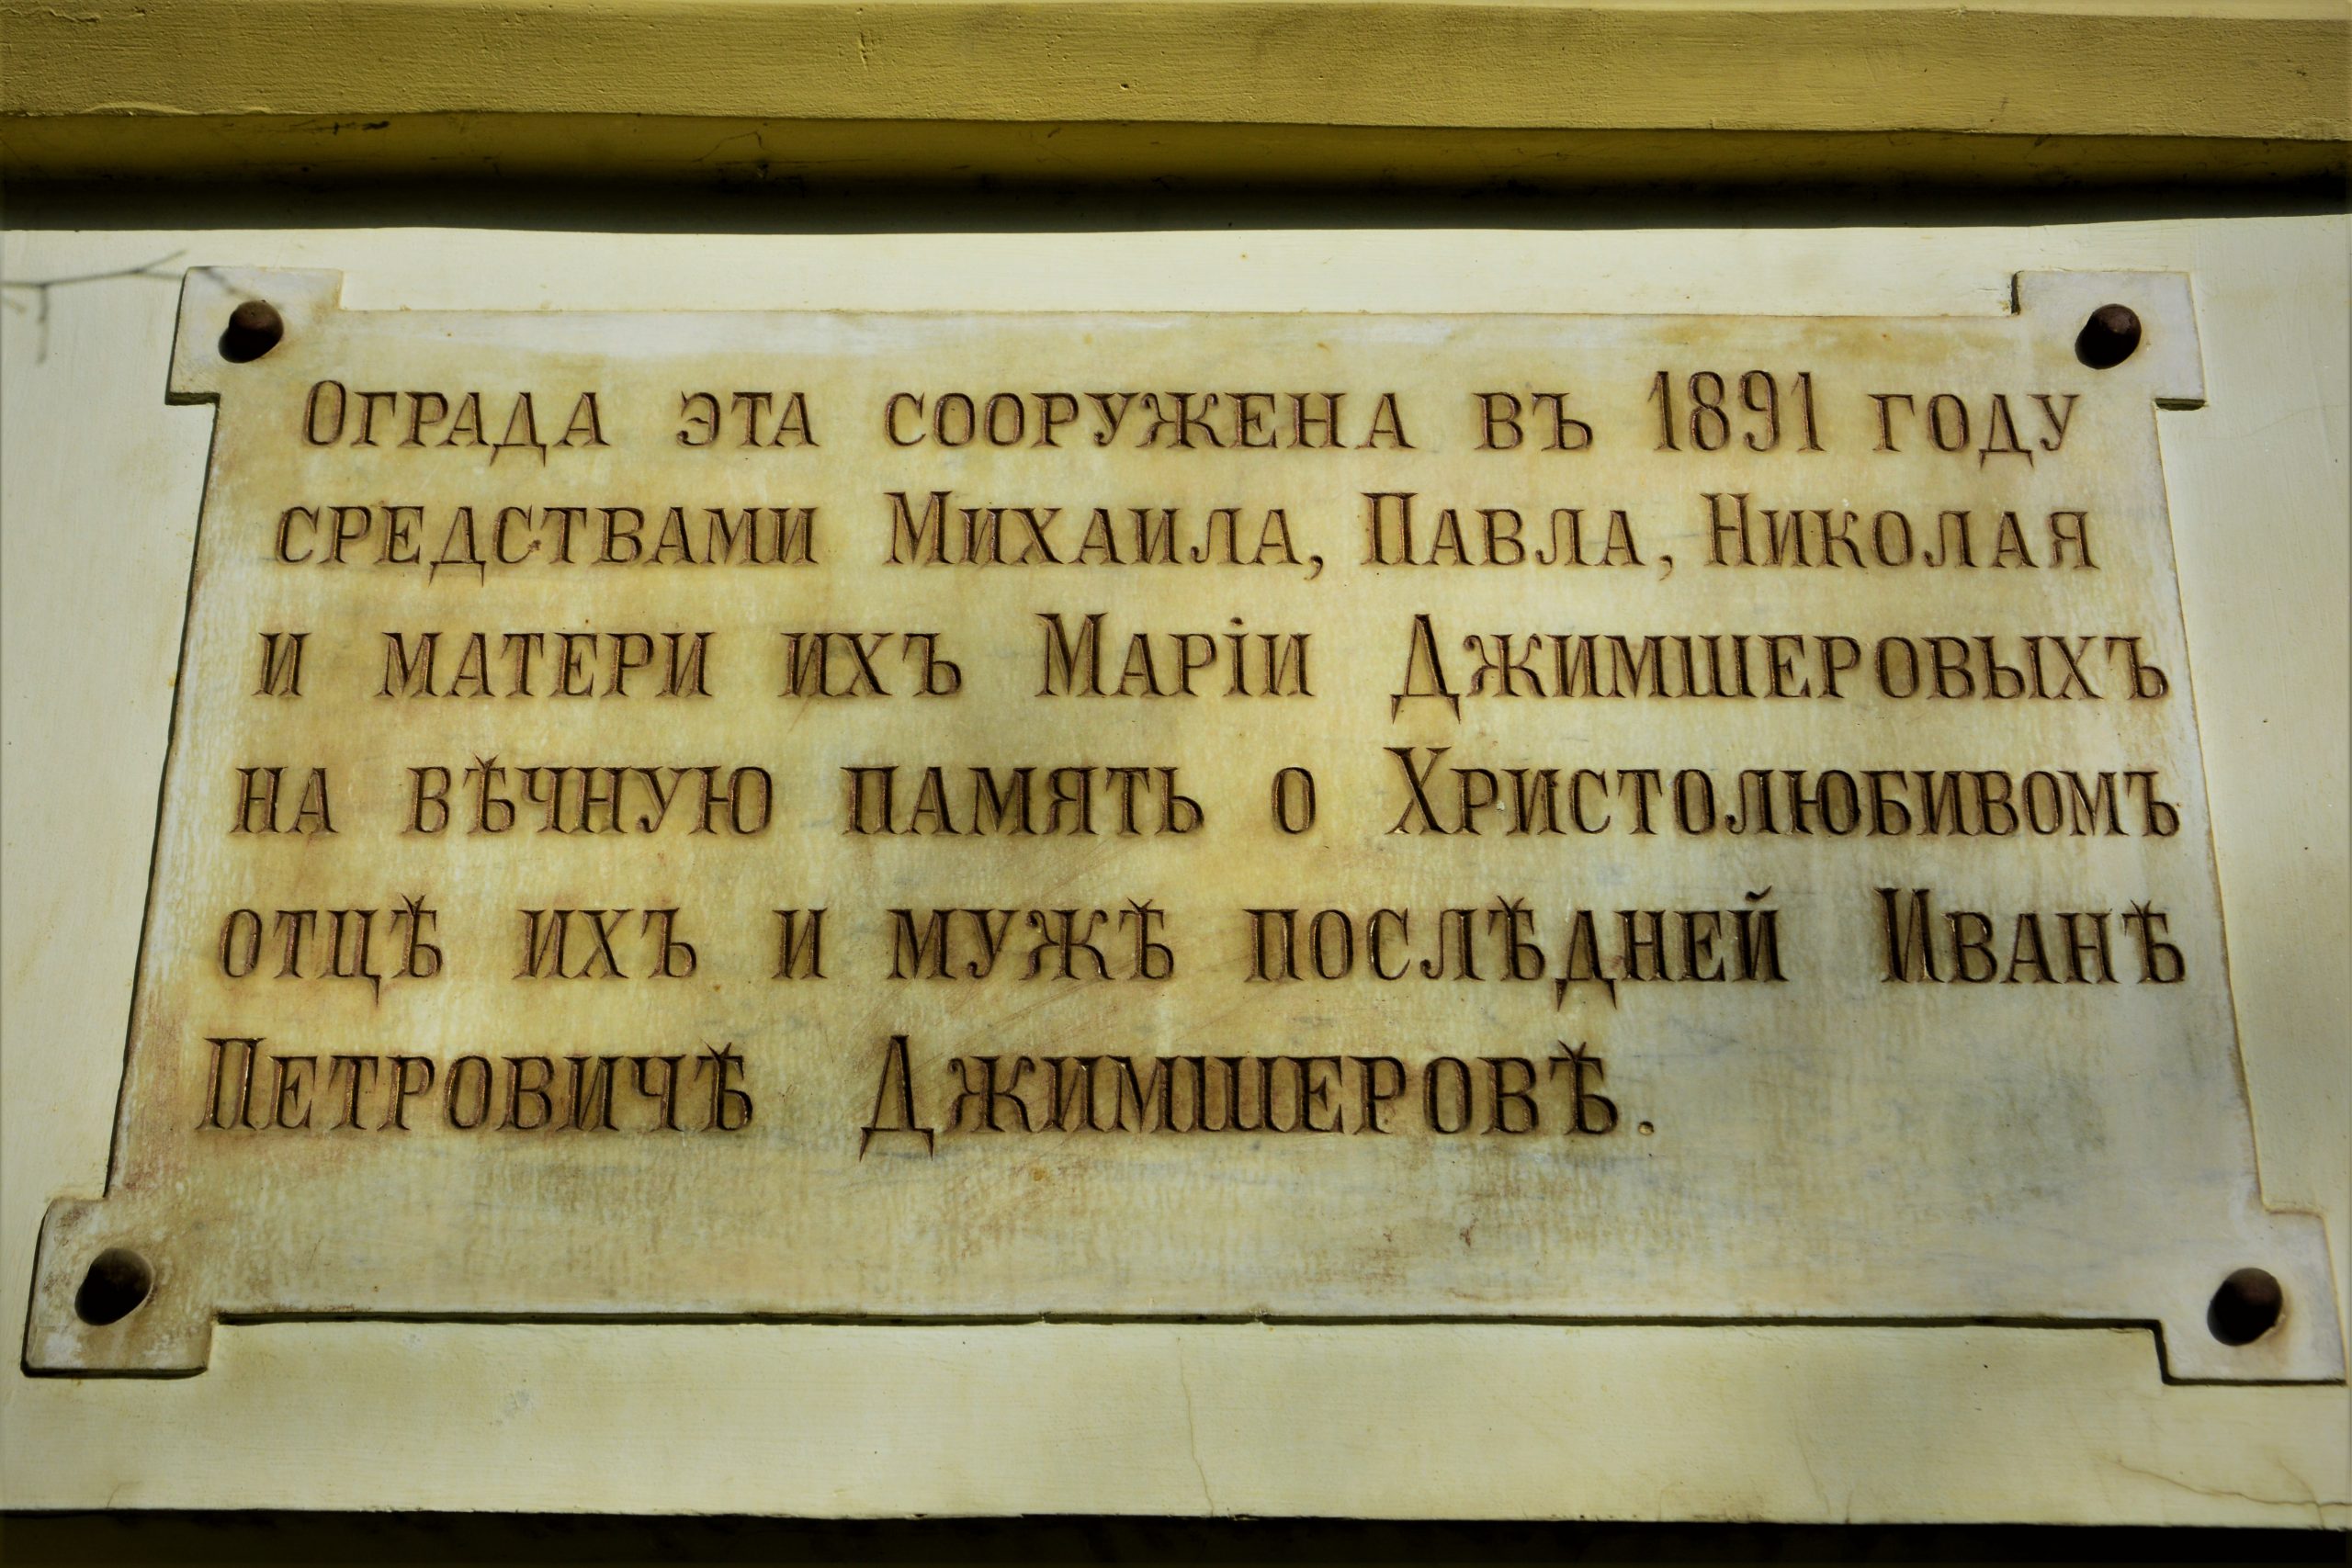 Ограда эта сооружена въ 1891 году
средствами Михаила, Павла, Николая
и матери ихъ Маріи Джимшеровыхъ
на вѣчную память о Христолюбивомъ
отцѣ ихъ и мужѣ послѣдней Иванѣ
Петровичѣ Джимшеровѣ.